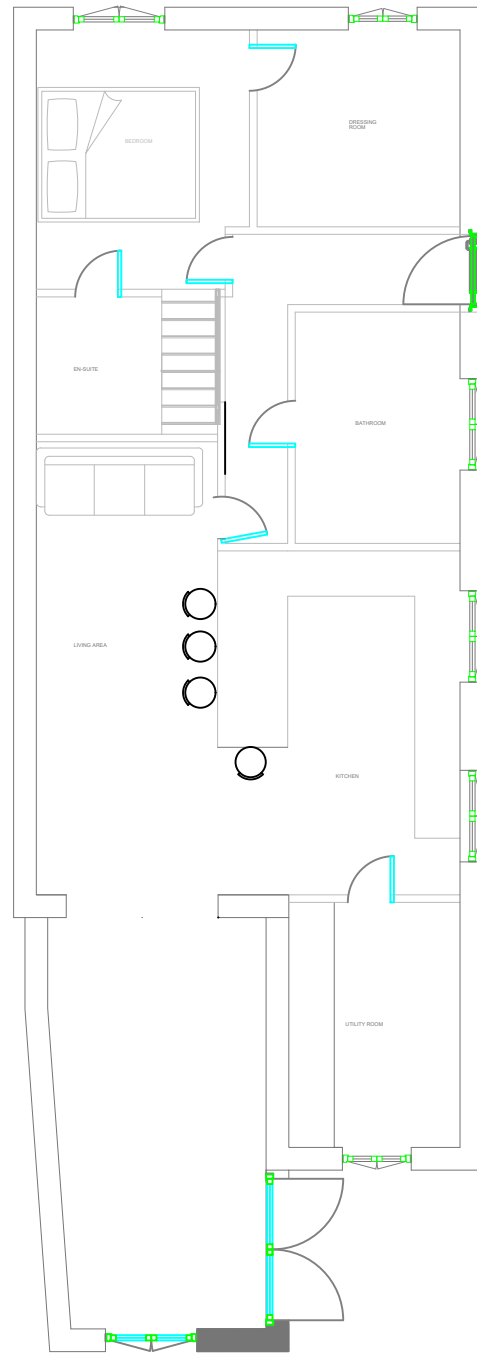 DRESSING
ROOM
BEDROOM
EN-SUITE
BATHROOM
LIVING AREA
KITCHEN
UTILITY ROOM